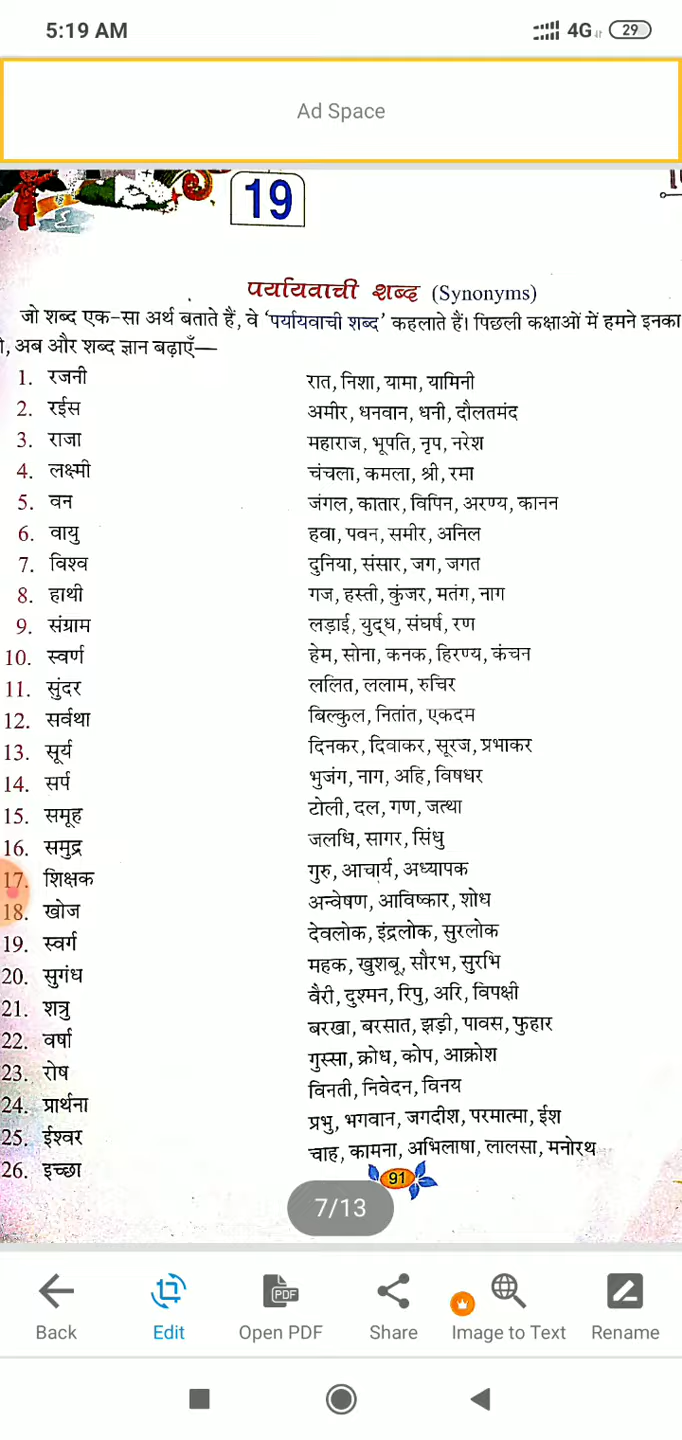 5:19 AM
4G 29
Ad Space
19
पर्यायवाची शब्द (Synonyms)
जो शब्द एक-सा अर्थ बताते हैं, वे 'पर्यायवाची शब्द' कहलाते हैं। पिछली कक्षाओं में हमने इनका
, अब और शब्द ज्ञान बढ़ाएँ—
1. रजनी रात, निशा, यामा, यामिनी
2. रईस अमीर, धनवान, धनी, दौलतमंद
3. राजा महाराज, भूपति, नृप, नरेश
4. लक्ष्मी चंचला, कमला, श्री, रमा
5. वन जंगल, कातार, विपिन, अरण्य, कानन
6. वायु हवा, पवन, समीर, अनिल
7. विश्व दुनिया, संसार, जग, जगत
8. हाथी गज, हस्ती, कुंजर, मतंग, नाग
9. संग्राम लड़ाई, युद्ध, संघर्ष, रण
10. स्वर्ण हेम, सोना, कनक, हिरण्य, कंचन
11. सुंदर ललित, ललाम, रुचिर
12. सर्वथा बिल्कुल, नितांत, एकदम
13. सूर्य दिनकर, दिवाकर, सूरज, प्रभाकर
14. सर्प भुजंग, नाग, अहि, विषधर
15. समूह टोली, दल, गण, जत्था
16. समुद्र जलधि, सागर, सिंधु
17. शिक्षक गुरु, आचार्य, अध्यापक
18. खोज अन्वेषण, आविष्कार, शोध
19. स्वर्ग देवलोक, इंद्रलोक, सुरलोक
20. सुगंध महक, खुशबू, सौरभ, सुरभि
21. शत्रु वैरी, दुश्मन, रिपु, अरि, विपक्षी
22. वर्षा बरखा, बरसात, झड़ी, पावस, फुहार
23. रोष गुस्सा, क्रोध, कोप, आक्रोश
24. प्रार्थना विनती, निवेदन, विनय
25. ईश्वर प्रभु, भगवान, जगदीश, परमात्मा, ईश
26. इच्छा चाह, कामना, अभिलाषा, लालसा, मनोरथ
91
7/13
Back Edit Open PDF Share Image to Text Rename